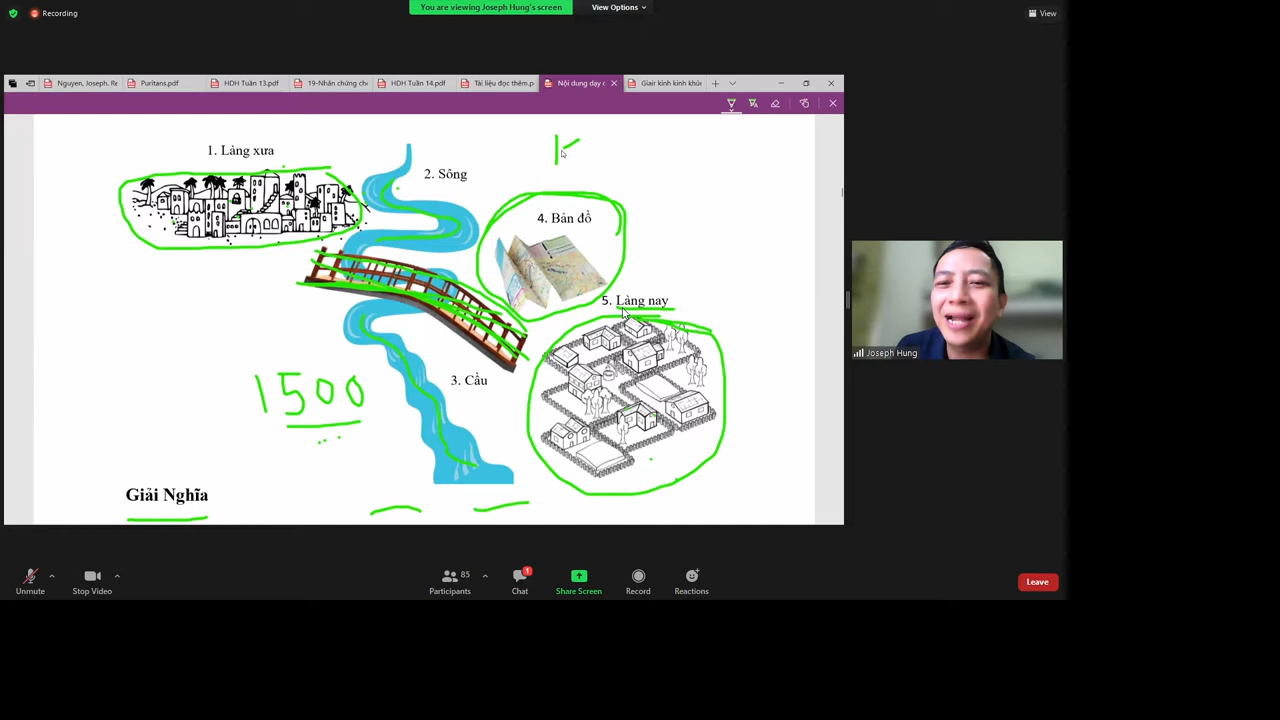 Recording
You are viewing Joseph Hung's screen
View Options
View
Nguyen, Joseph. Re
Puritans.pdf
HDH Tuần 13.pdf
19-Nhân chứng chо
HDH Tuần 14.pdf
Tài liệu đọc thêm.p
Nội dung dạy c
Giair kinh kinh khú
1. Làng xưa
2. Sông
4. Bản đồ
5. Làng nay
3. Cầu
1500
Giải Nghĩa
Joseph Hung
Unmute
Stop Video
85
Participants
1
Chat
Share Screen
Record
Reactions
Leave